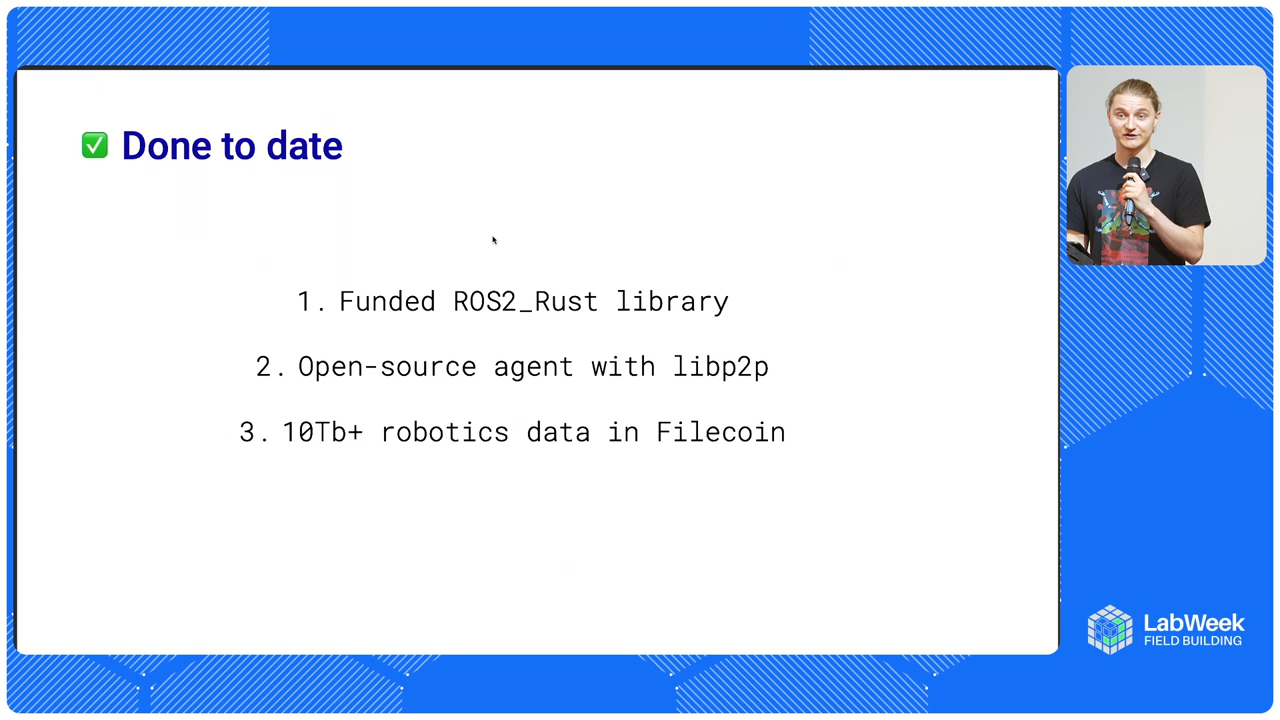 ✅ Done to date
1. Funded ROS2_Rust library
2. Open-source agent with libp2p
3. 10Tb+ robotics data in Filecoin
LabWeek
FIELD BUILDING